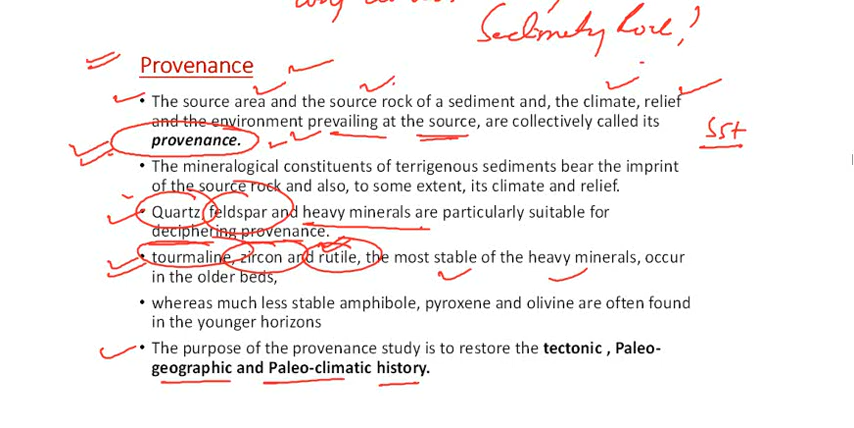 Sedimentary Rock?
Provenance
• The source area and the source rock of a sediment and, the climate, relief
and the environment prevailing at the source, are collectively called its
provenance.
SSt
• The mineralogical constituents of terrigenous sediments bear the imprint
of the source rock and also, to some extent, its climate and relief.
• Quartz, feldspar and heavy minerals are particularly suitable for
deciphering provenance.
• tourmaline, zircon and rutile, the most stable of the heavy minerals, occur
in the older beds,
• whereas much less stable amphibole, pyroxene and olivine are often found
in the younger horizons
• The purpose of the provenance study is to restore the tectonic , Paleo-
geographic and Paleo-climatic history.